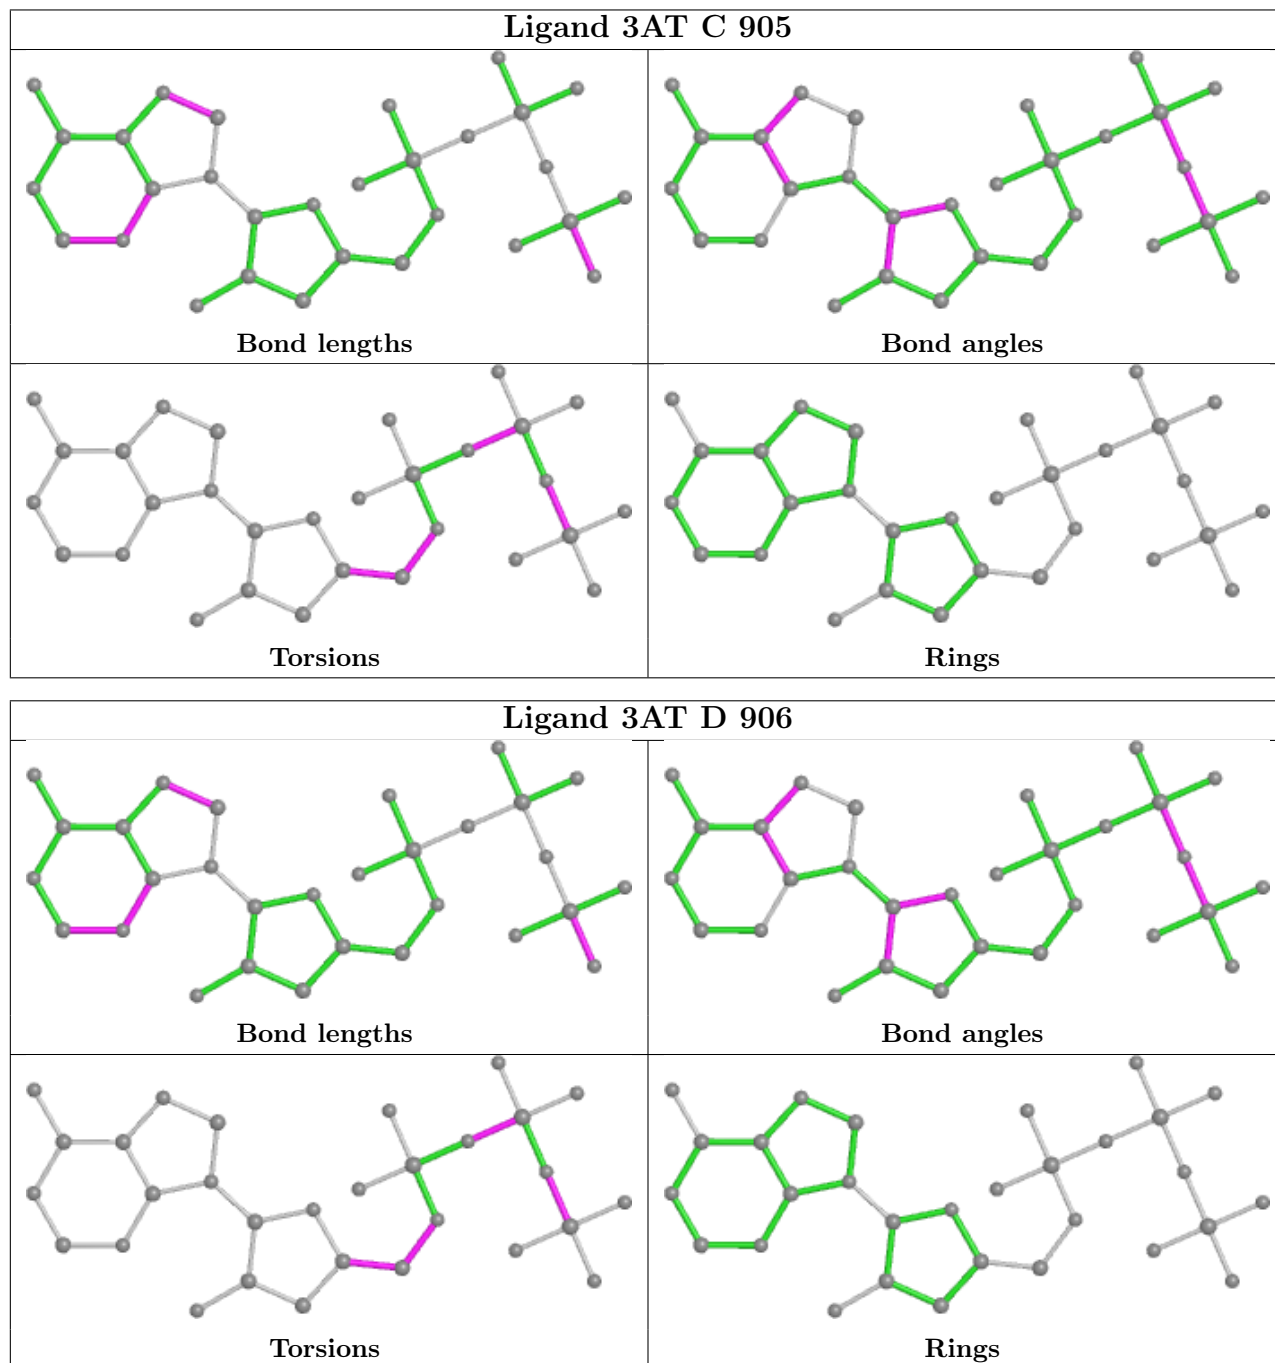 Ligand 3AT C 905
Bond lengths
Bond angles
Torsions
Rings
Ligand 3AT D 906
Bond lengths
Bond angles
Torsions
Rings